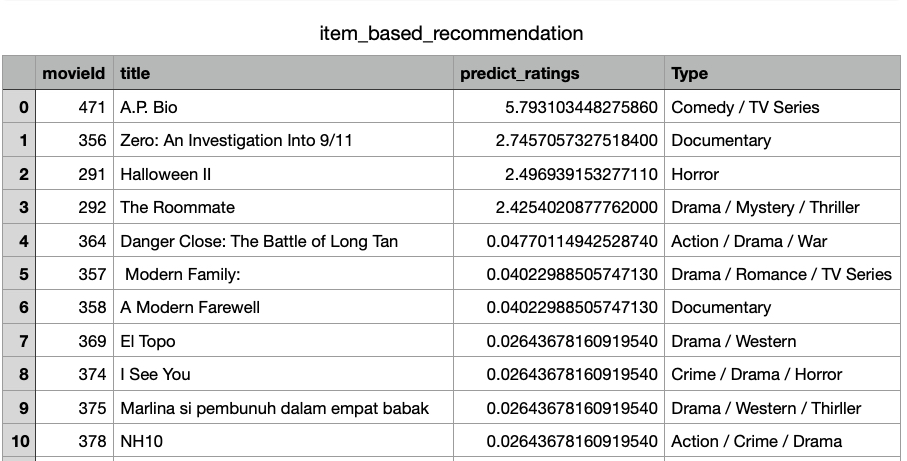 item_based_recommendation
movieId title predict_ratings Type
0 471 A.P. Bio 5.793103448275860 Comedy / TV Series
1 356 Zero: An Investigation Into 9/11 2.7457057327518400 Documentary
2 291 Halloween II 2.496939153277110 Horror
3 292 The Roommate 2.4254020877762000 Drama / Mystery / Thriller
4 364 Danger Close: The Battle of Long Tan 0.04770114942528740 Action / Drama / War
5 357 Modern Family: 0.04022988505747130 Drama / Romance / TV Series
6 358 A Modern Farewell 0.04022988505747130 Documentary
7 369 El Topo 0.02643678160919540 Drama / Western
8 374 I See You 0.02643678160919540 Crime / Drama / Horror
9 375 Marlina si pembunuh dalam empat babak 0.02643678160919540 Drama / Western / Thirller
10 378 NH10 0.02643678160919540 Action / Crime / Drama